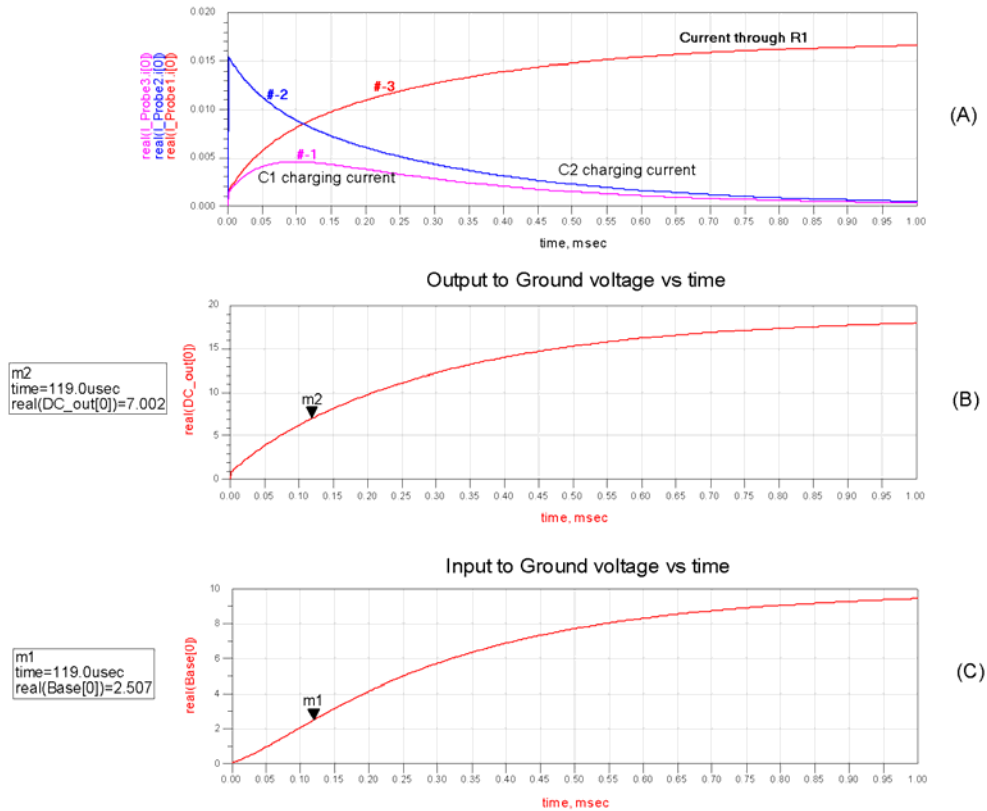 0.020
0.015
0.010
0.005
0.000
real(I_Probe3.i[0])
real(I_Probe2.i[0])
real(I_Probe1.i[0])
Current through R1
#-2
#-3
#-1
C1 charging current
C2 charging current
(A)
0.00 0.05 0.10 0.15 0.20 0.25 0.30 0.35 0.40 0.45 0.50 0.55 0.60 0.65 0.70 0.75 0.80 0.85 0.90 0.95 1.00
time, msec
Output to Ground voltage vs time
20
15
10
5
0
real(DC_out[0])
m2
time=119.0usec
real(DC_out[0])=7.002
m2
(B)
0.00 0.05 0.10 0.15 0.20 0.25 0.30 0.35 0.40 0.45 0.50 0.55 0.60 0.65 0.70 0.75 0.80 0.85 0.90 0.95 1.00
time, msec
Input to Ground voltage vs time
10
8
6
4
2
0
real(Base[0])
m1
time=119.0usec
real(Base[0])=2.507
m1
(C)
0.00 0.05 0.10 0.15 0.20 0.25 0.30 0.35 0.40 0.45 0.50 0.55 0.60 0.65 0.70 0.75 0.80 0.85 0.90 0.95 1.00
time, msec